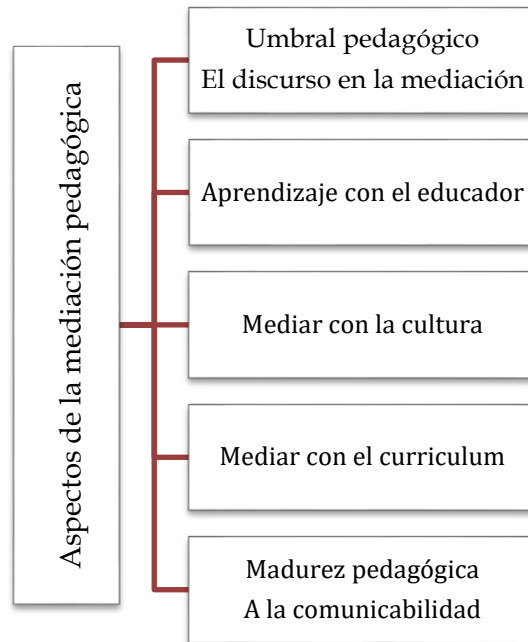 Aspectos de la mediación pedagógica
Umbral pedagógico
El discurso en la mediación
Aprendizaje con el educador
Mediar con la cultura
Mediar con el curriculum
Madurez pedagógica
A la comunicabilidad